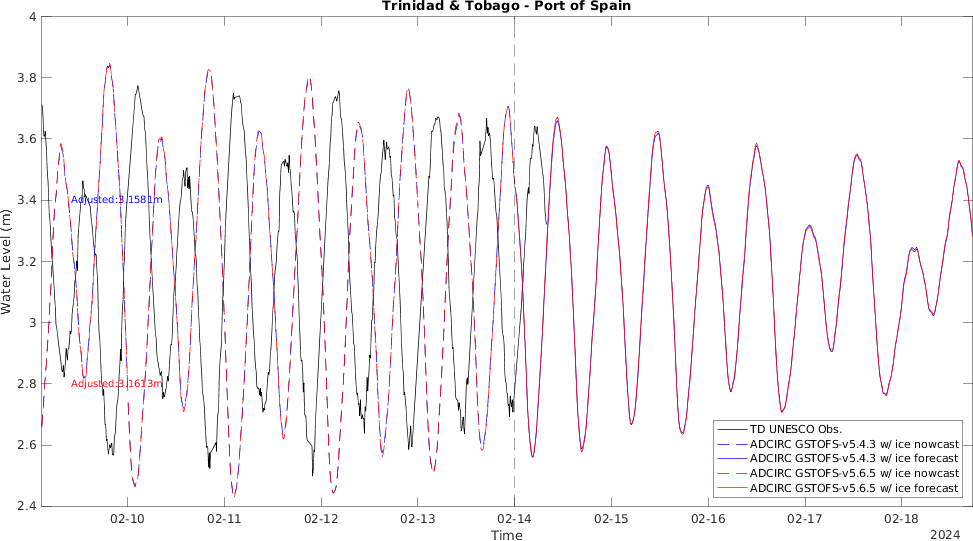 Trinidad & Tobago - Port of Spain
4
3.8
3.6
3.4
3.2
3
2.8
2.6
2.4
Water Level (m)
Adjusted:3.1581m
Adjusted:3.1613m
TD UNESCO Obs.
ADCIRC GSTOFS-v5.4.3 w/ ice nowcast
ADCIRC GSTOFS-v5.4.3 w/ ice forecast
ADCIRC GSTOFS-v5.6.5 w/ ice nowcast
ADCIRC GSTOFS-v5.6.5 w/ ice forecast
02-10 02-11 02-12 02-13 02-14 02-15 02-16 02-17 02-18
Time
2024